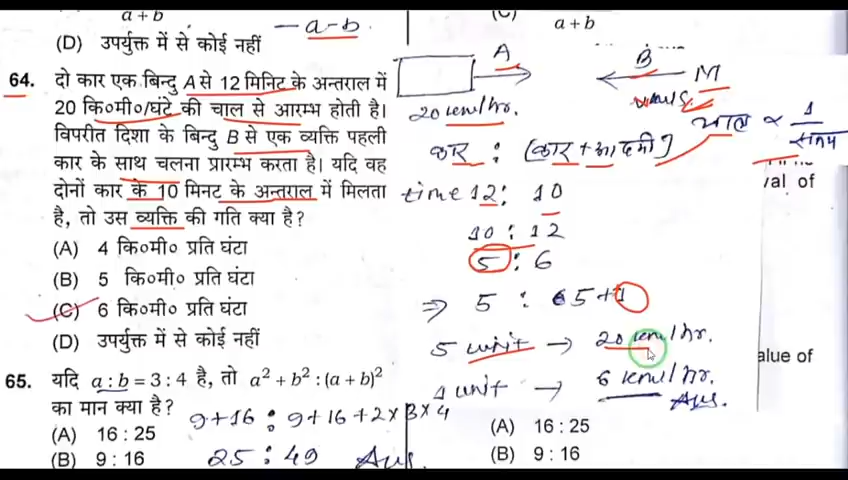 a + b
— a – b
(D) उपर्युक्त में से कोई नहीं
(C)
a + b
64. दो कार एक बिन्दु A से 12 मिनिट के अन्तराल में
20 कि०मी०/घंटे की चाल से आरम्भ होती है।
विपरीत दिशा के बिन्दु B से एक व्यक्ति पहली
कार के साथ चलना प्रारम्भ करता है। यदि वह
दोनों कार के 10 मिनट के अन्तराल में मिलता
है, तो उस व्यक्ति की गति क्या है?
(A) 4 कि०मी० प्रति घंटा
(B) 5 कि०मी० प्रति घंटा
(C) 6 कि०मी० प्रति घंटा
(D) उपर्युक्त में से कोई नहीं
A
B
M
20 km/hr.
चाल ∝ 1/समय
कार : (कार + आदमी)
time 12 : 10
10 : 12
5 : 6
⇒ 5 : 5+1
5 unit → 20 km/hr.
1 unit → 6 km/hr.
Ans.
val of
alue of
65. यदि a : b = 3 : 4 है, तो a² + b² : (a + b)²
का मान क्या है?
9+16 : 9+16+2×3×4
(A) 16 : 25
(B) 9 : 16
25 : 49 Ans
(A) 16 : 25
(B) 9 : 16